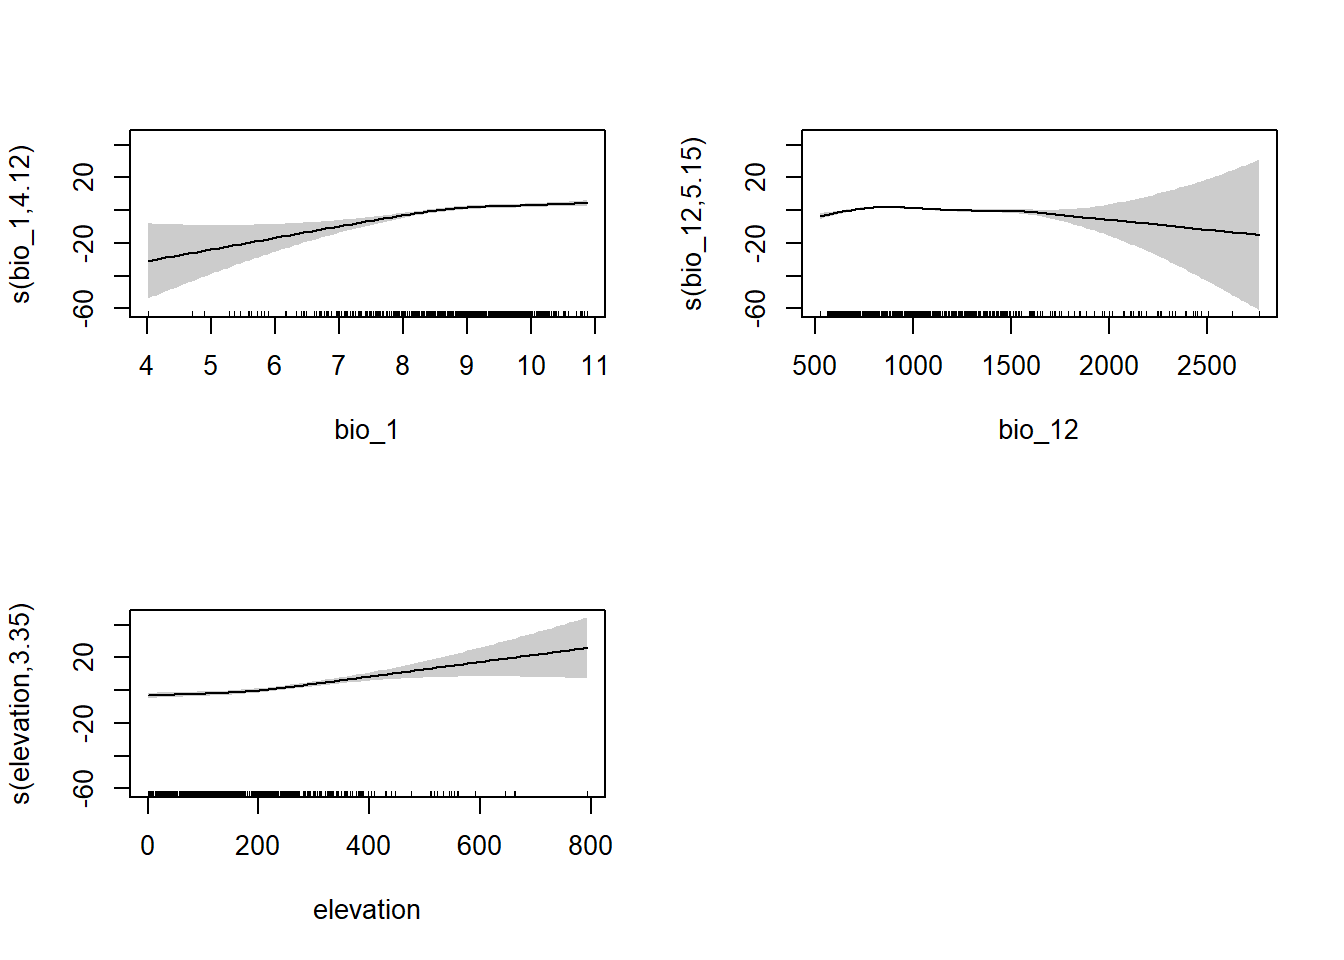 s(bio_1,4.12)
20
-20
-60
4 5 6 7 8 9 10 11
bio_1
s(bio_12,5.15)
20
-20
-60
500 1000 1500 2000 2500
bio_12
s(elevation,3.35)
20
-20
-60
0 200 400 600 800
elevation